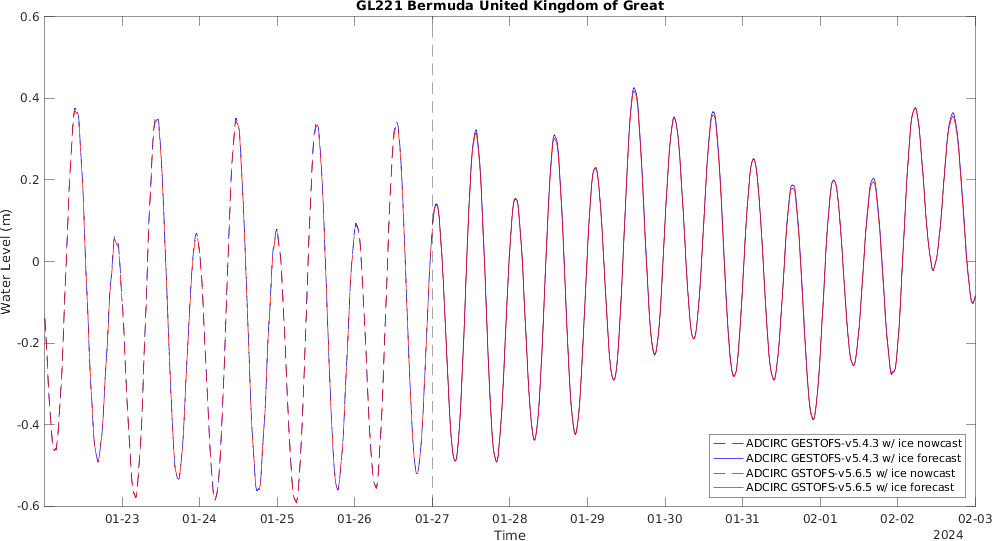 GL221 Bermuda United Kingdom of Great
0.6
0.4
0.2
0
-0.2
-0.4
-0.6
Water Level (m)
ADCIRC GESTOFS-v5.4.3 w/ ice nowcast
ADCIRC GESTOFS-v5.4.3 w/ ice forecast
ADCIRC GSTOFS-v5.6.5 w/ ice nowcast
ADCIRC GSTOFS-v5.6.5 w/ ice forecast
01-23 01-24 01-25 01-26 01-27 01-28 01-29 01-30 01-31 02-01 02-02 02-03
Time
2024